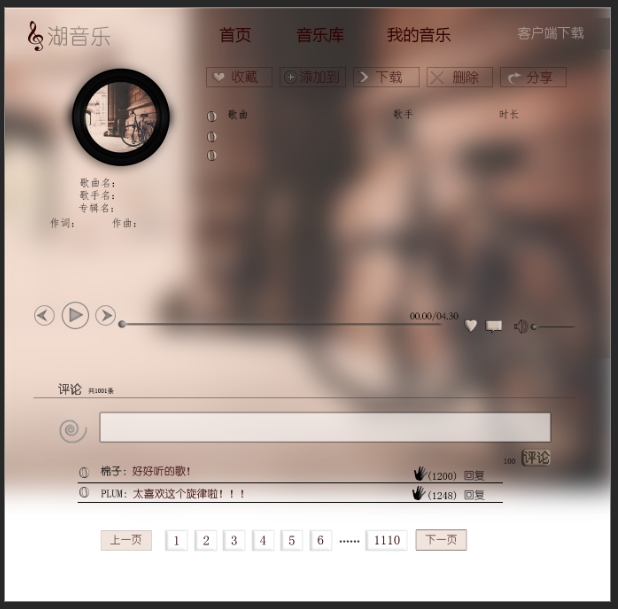 湖音乐 首页 音乐库 我的音乐 客户端下载
收藏 添加到 下载 删除 分享
歌曲 歌手 时长
歌曲名:
歌手名:
专辑名:
作词: 作曲:
00.00/04.30
评论 共1001条
100 评论
棉子: 好好听的歌! (1200) 回复
PLUM: 太喜欢这个旋律啦!!! (1248) 回复
上一页 1 2 3 4 5 6 ...... 1110 下一页